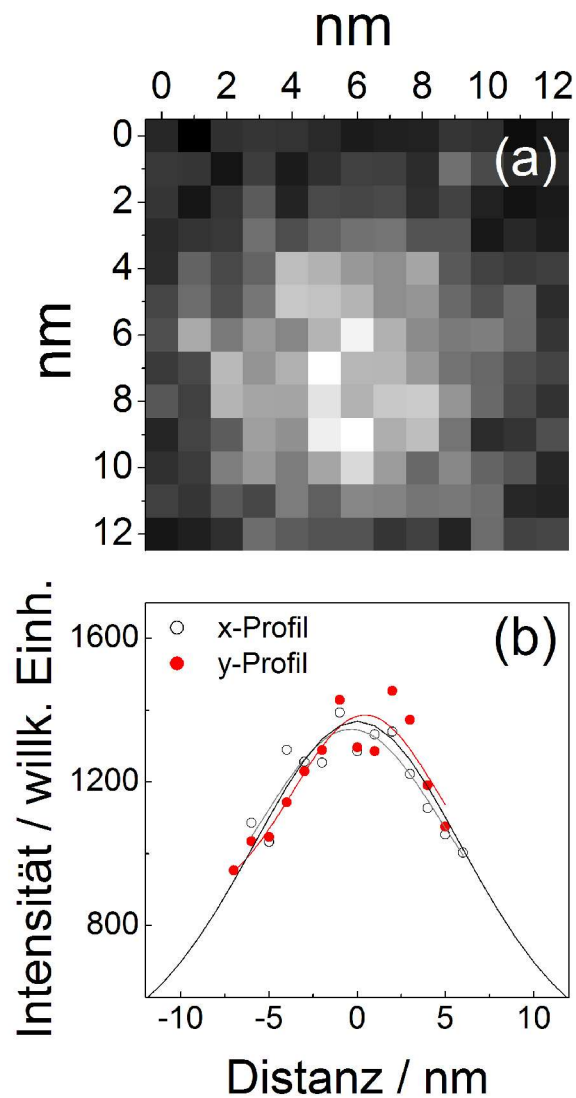 nm
0 2 4 6 8 10 12
(a)
nm
0
2
4
6
8
10
12
(b)
x-Profil
y-Profil
Intensität / willk. Einh.
1600
1200
800
-10 -5 0 5 10
Distanz / nm